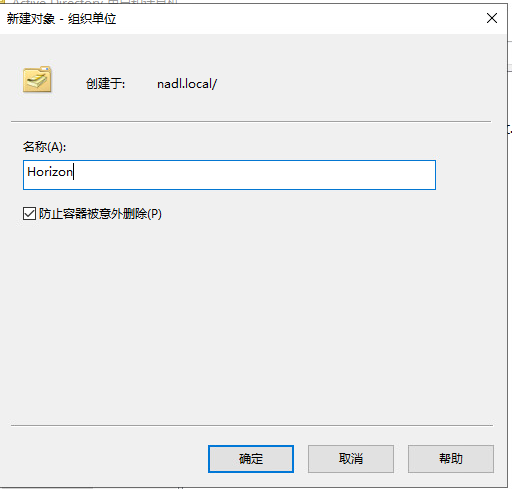 新建对象 - 组织单位
创建于: nadl.local/
名称(A):
Horizon
防止容器被意外删除(P)
确定 取消 帮助